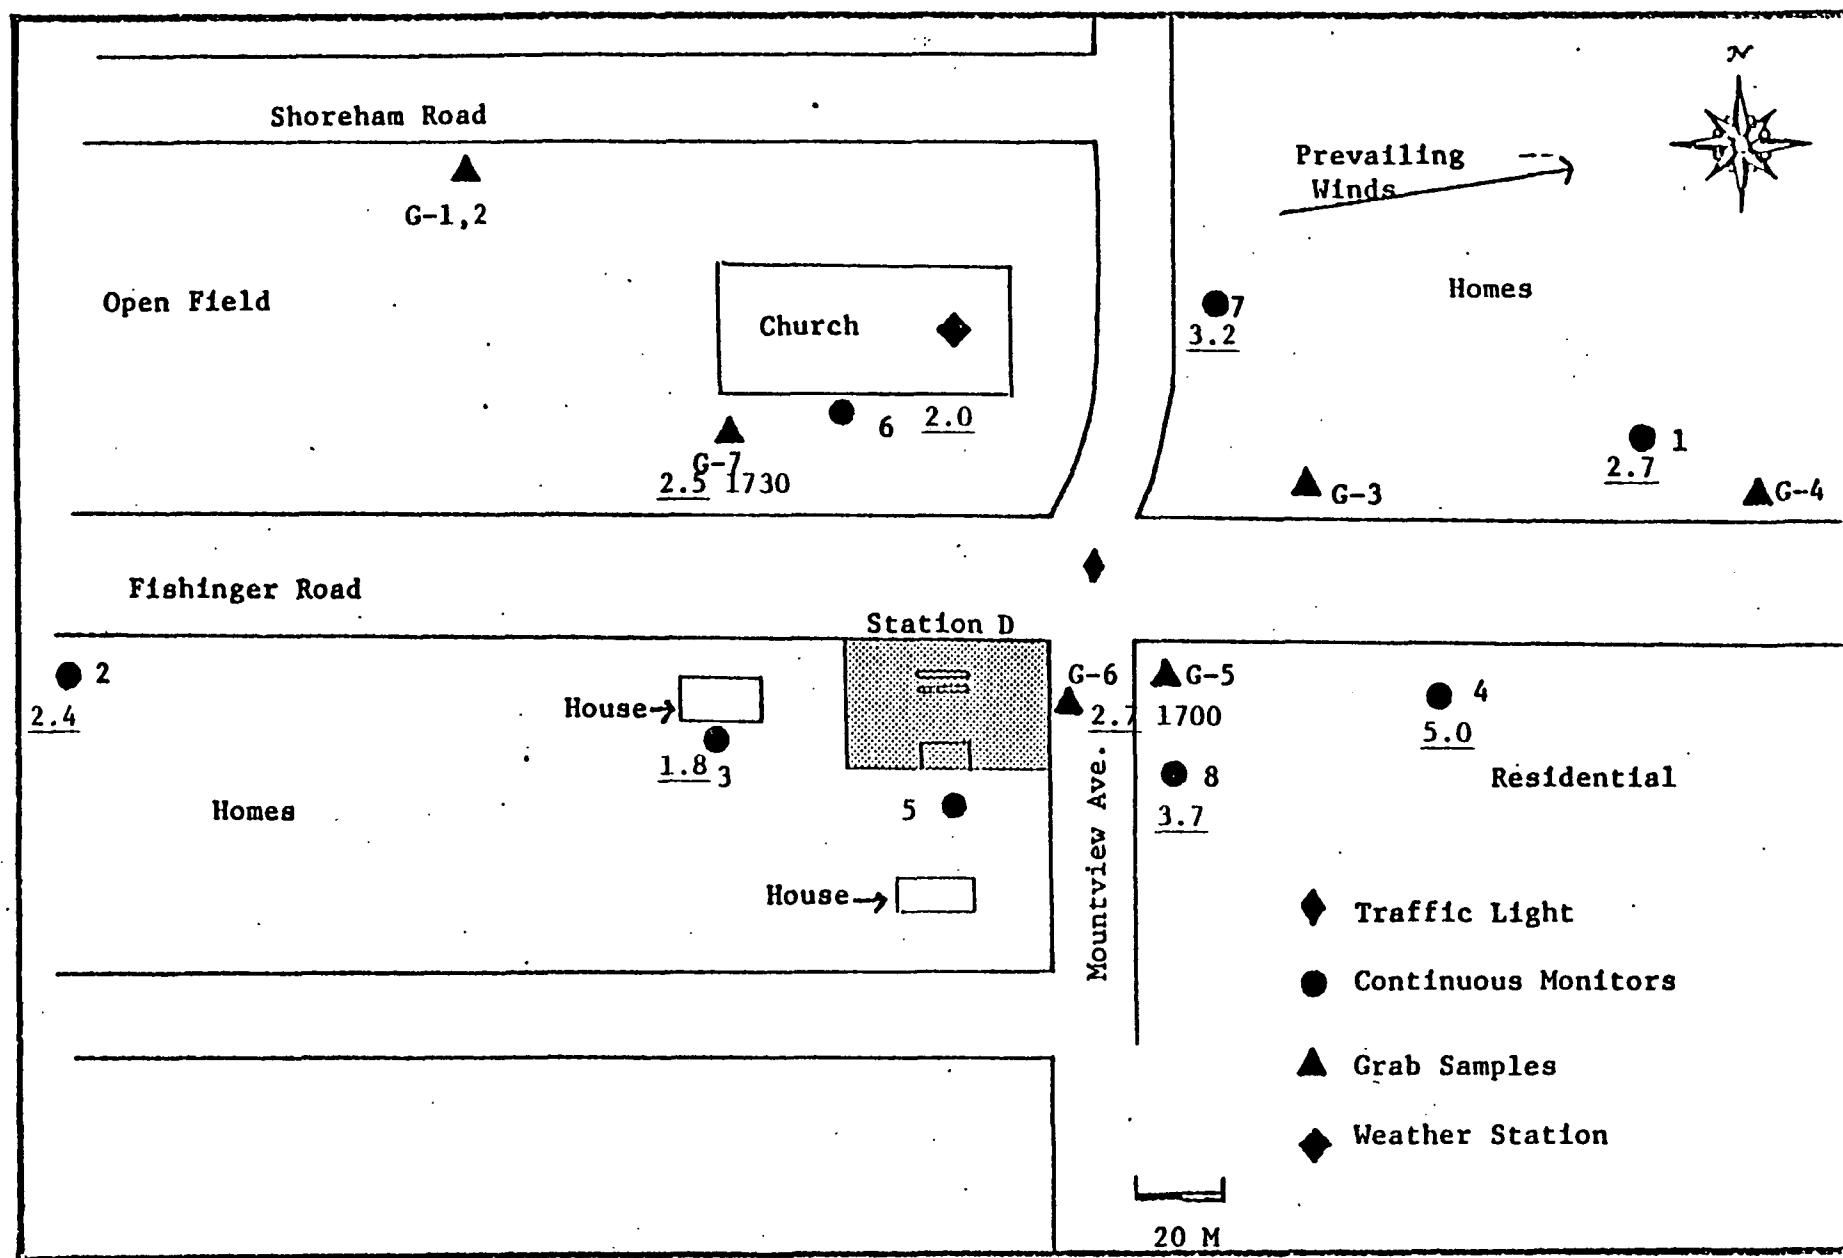 N
Shoreham Road
Prevailing
Winds
G-1,2
Open Field
Homes
Church
7
3.2
6 2.0
1
2.7
G-7
2.5 1730
G-3
G-4
Fishinger Road
Station D
2
2.4
House
G-6
G-5
2.7 1700
4
5.0
1.8 3
8
3.7
Residential
Homes
5
Mountview Ave.
House
Traffic Light
Continuous Monitors
Grab Samples
Weather Station
20 M